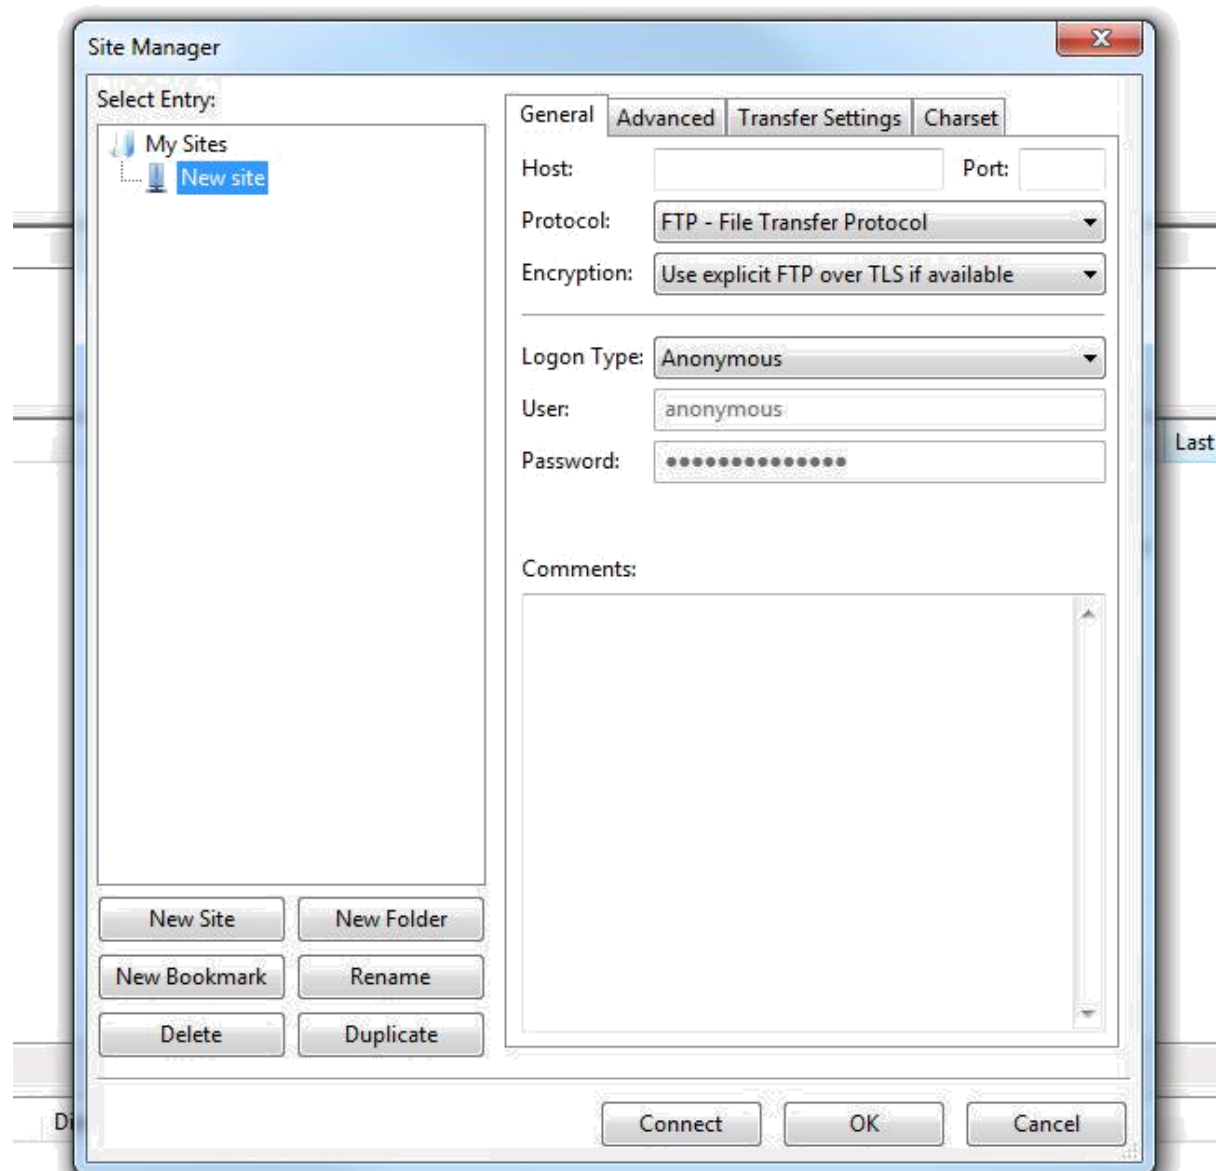 Site Manager
X
Select Entry:
My Sites
New site
New Site
New Folder
New Bookmark
Rename
Delete
Duplicate
General
Advanced
Transfer Settings
Charset
Host:
Port:
Protocol:
FTP - File Transfer Protocol
Encryption:
Use explicit FTP over TLS if available
Logon Type:
Anonymous
User:
anonymous
Password:
●●●●●●●●●●●●●●
Comments:
Connect
OK
Cancel
Last